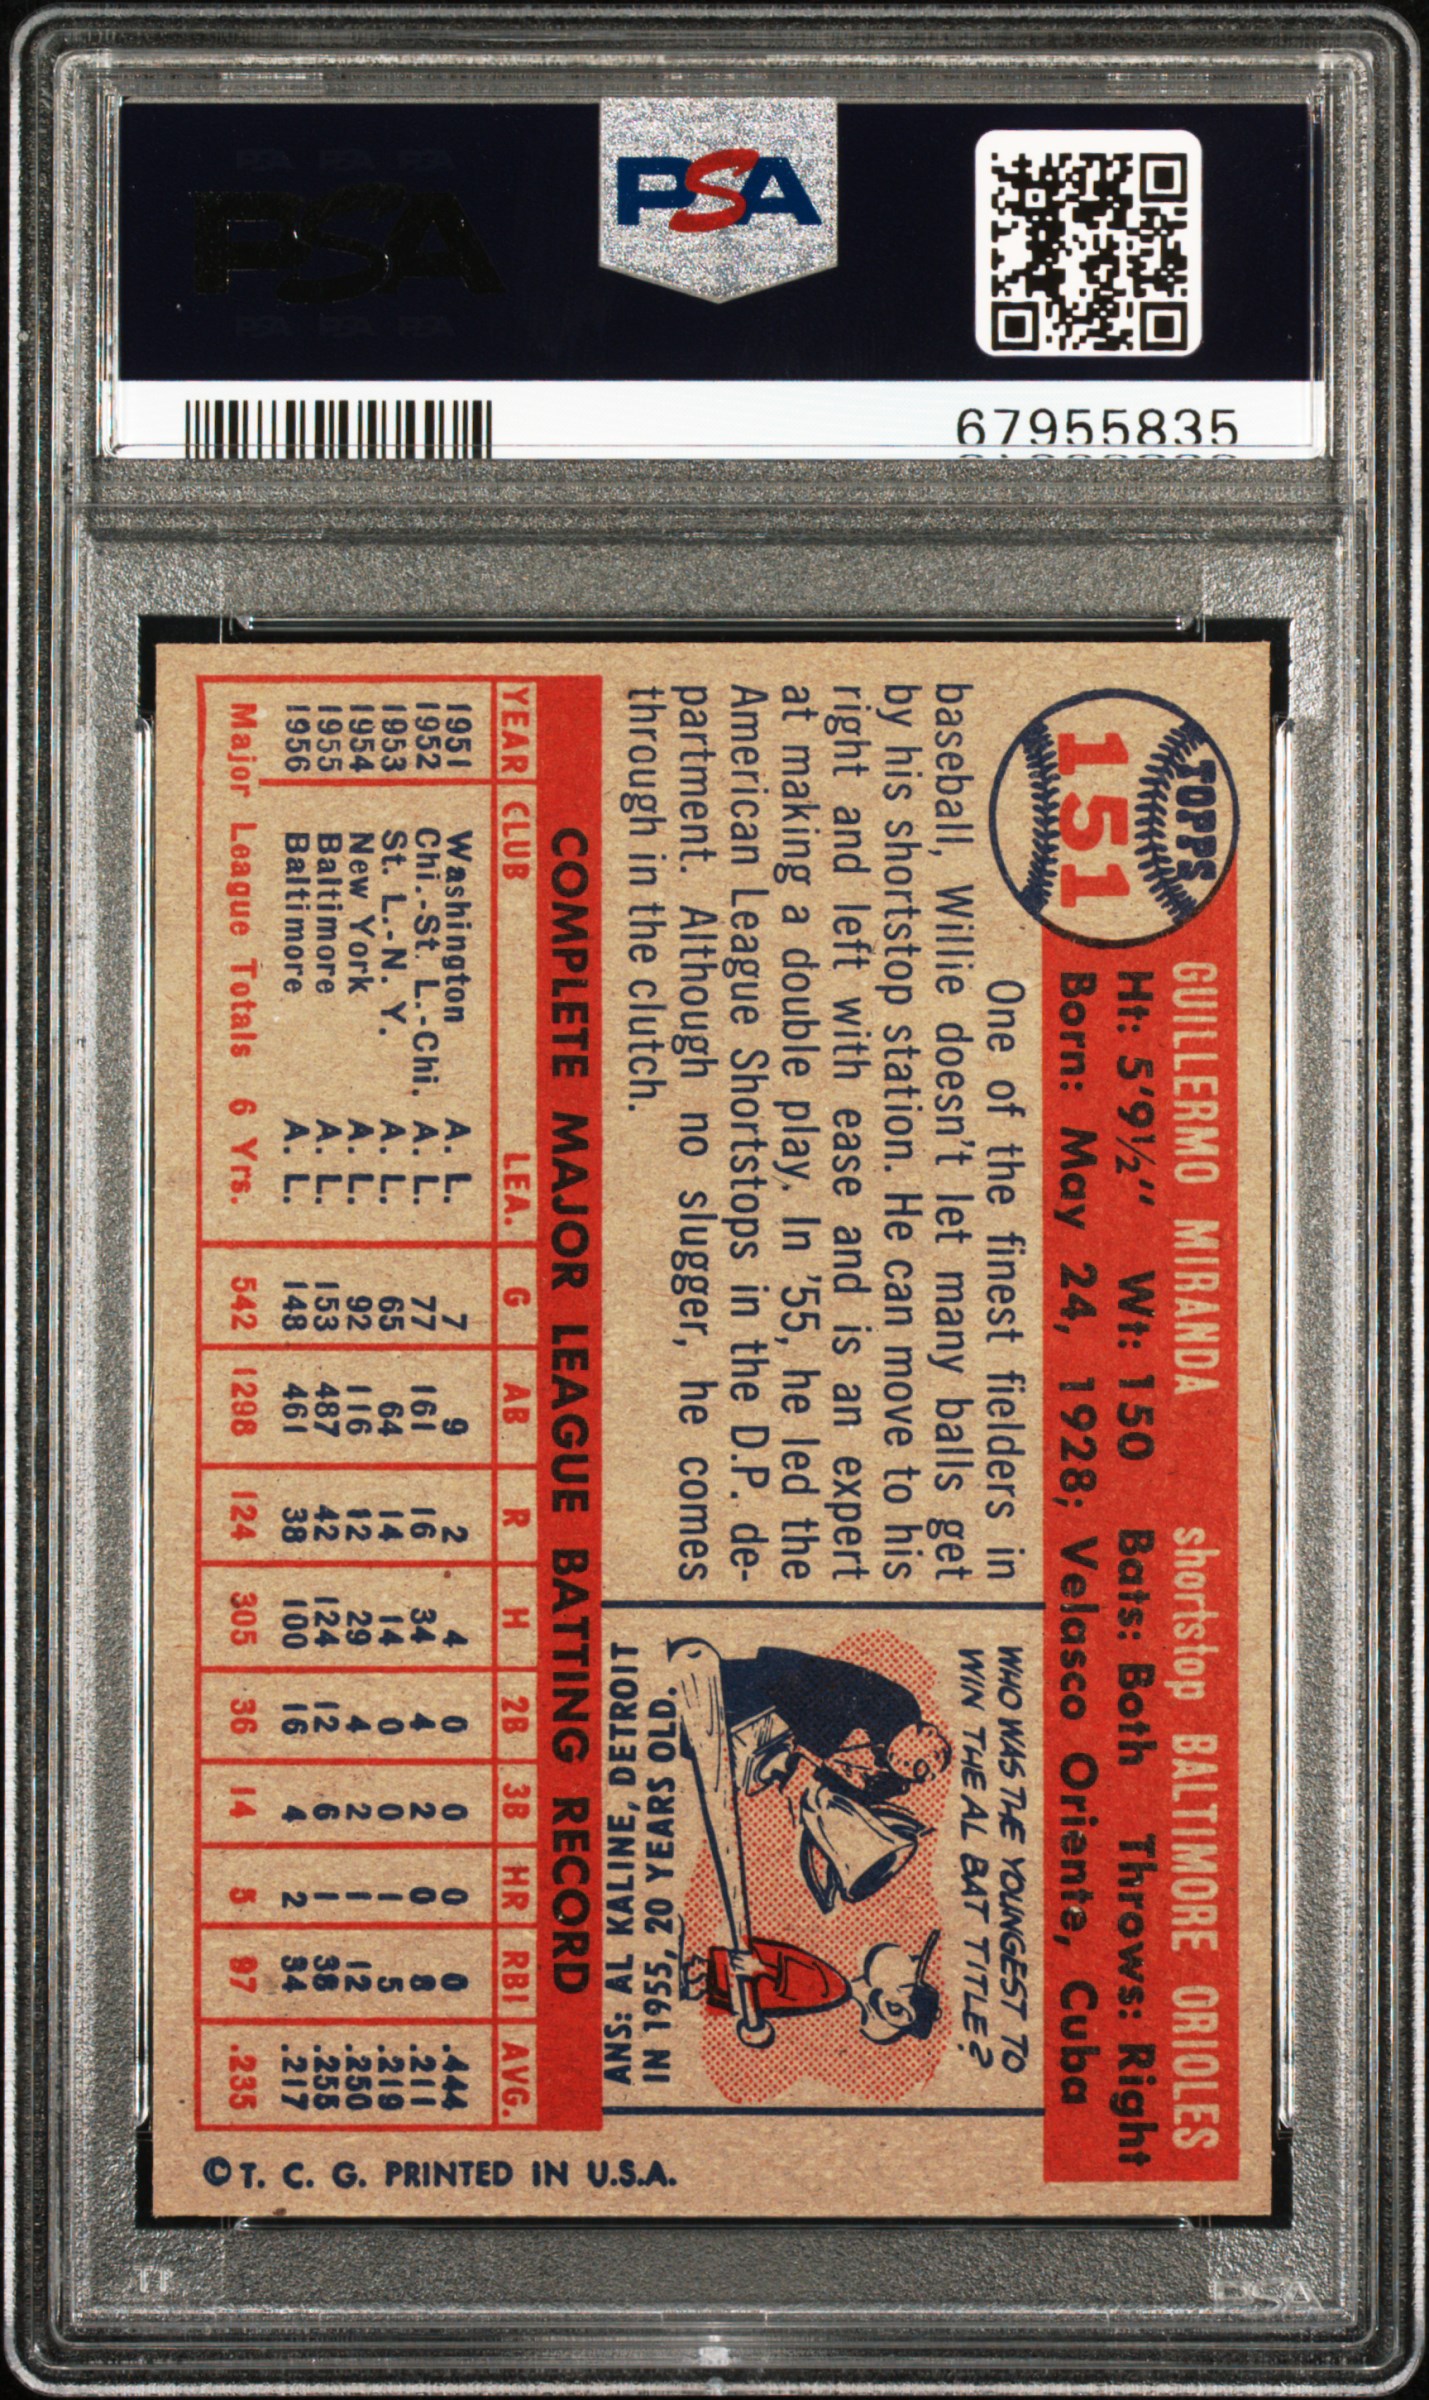 PSA
67955835
TOPPS
151
GUILLERMO MIRANDA shortstop BALTIMORE ORIOLES
Ht: 5'9½" Wt: 150 Bats: Both Throws: Right
Born: May 24, 1928; Velasco Oriente, Cuba
One of the finest fielders in
baseball, Willie doesn't let many balls get
by his shortstop station. He can move to his
right and left with ease and is an expert
at making a double play. In '55, he led the
American League Shortstops in the D.P. de-
partment. Although no slugger, he comes
through in the clutch.
WHO WAS THE YOUNGEST TO
WIN THE AL BAT TITLE?
ANS: AL KALINE, DETROIT
IN 1955, 20 YEARS OLD.
COMPLETE MAJOR LEAGUE BATTING RECORD
YEAR CLUB LEA. G AB R H 2B 3B HR RBI AVG.
1951 Washington A. L. 7 9 2 4 0 0 0 0 .444
1952 Chi.-St. L.-Chi. A. L. 77 161 16 34 4 2 0 8 .211
1953 St. L.-N. Y. A. L. 65 64 14 14 0 0 1 5 .219
1954 New York A. L. 92 116 12 29 4 2 1 12 .250
1955 Baltimore A. L. 153 487 42 124 12 6 1 38 .255
1956 Baltimore A. L. 148 461 38 100 16 4 2 34 .217
Major League Totals 6 Yrs. 542 1298 124 305 36 14 5 97 .235
© T. C. G. PRINTED IN U.S.A.
PSA